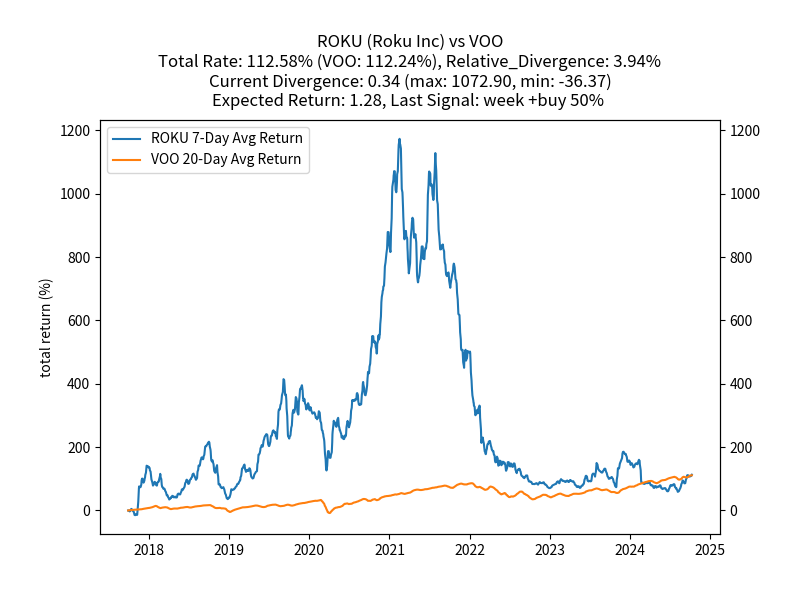 ROKU (Roku Inc) vs VOO
Total Rate: 112.58% (VOO: 112.24%), Relative_Divergence: 3.94%
Current Divergence: 0.34 (max: 1072.90, min: -36.37)
Expected Return: 1.28, Last Signal: week +buy 50%
ROKU 7-Day Avg Return
VOO 20-Day Avg Return
total return (%)
1200 1200
1000 1000
800 800
600 600
400 400
200 200
0 0
2018 2019 2020 2021 2022 2023 2024 2025